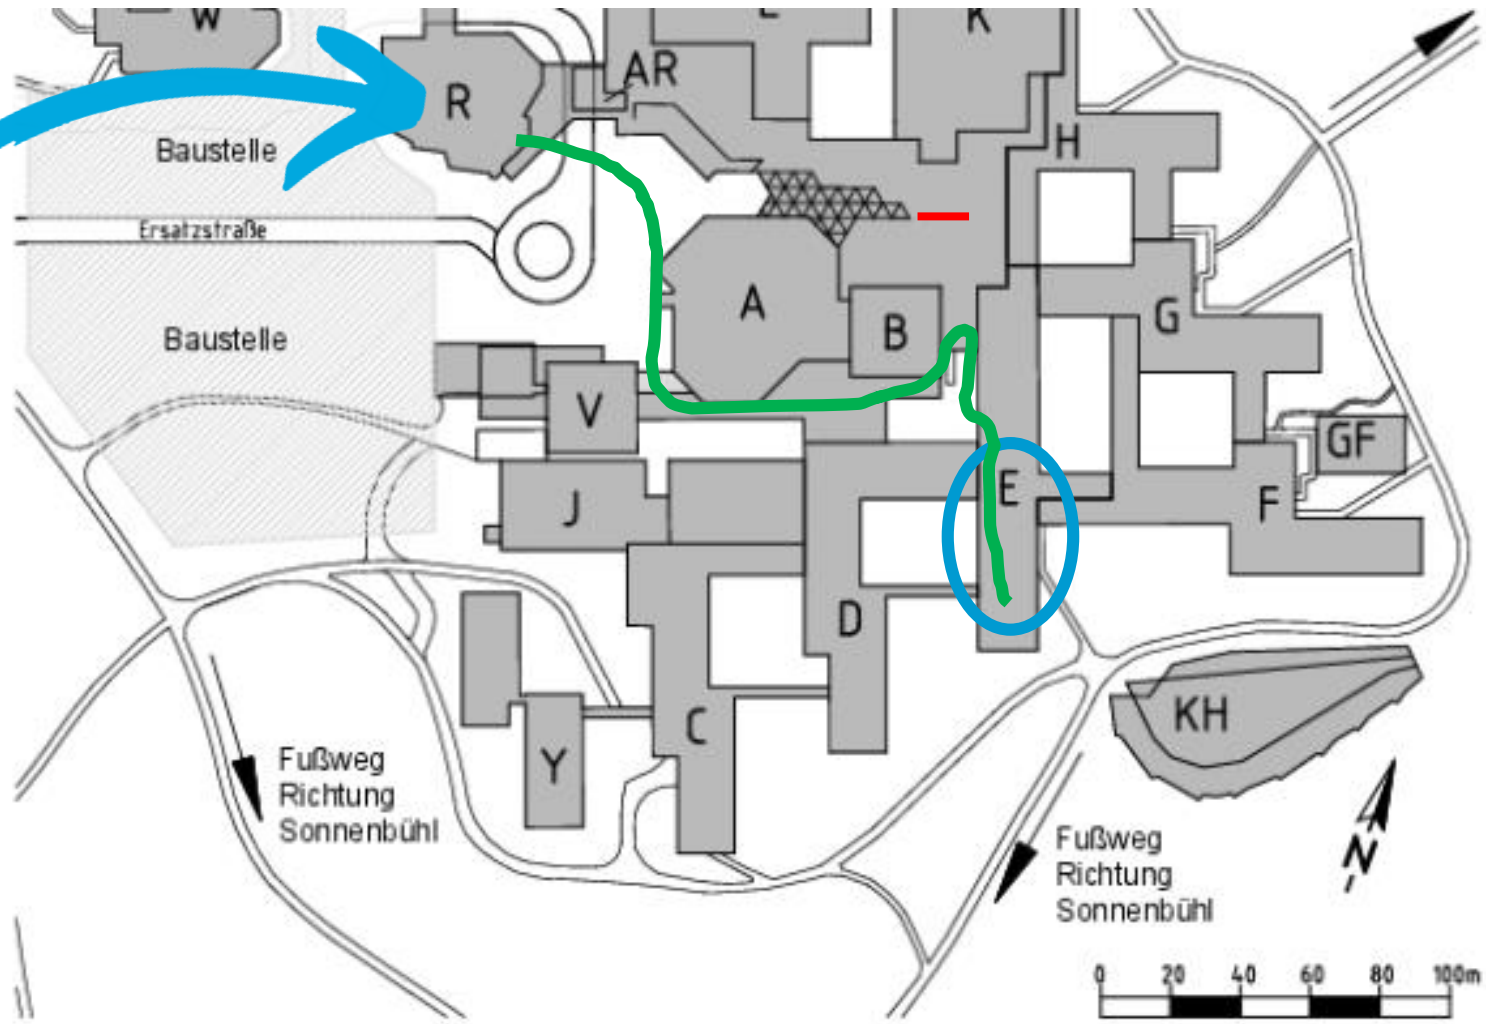 W
L
K
AR
R
H
Baustelle
Ersatzstraße
A
B
G
Baustelle
V
GF
E
J
F
D
C
KH
Y
Fußweg
Richtung
Sonnenbühl
Fußweg
Richtung
Sonnenbühl
N
0 20 40 60 80 100m